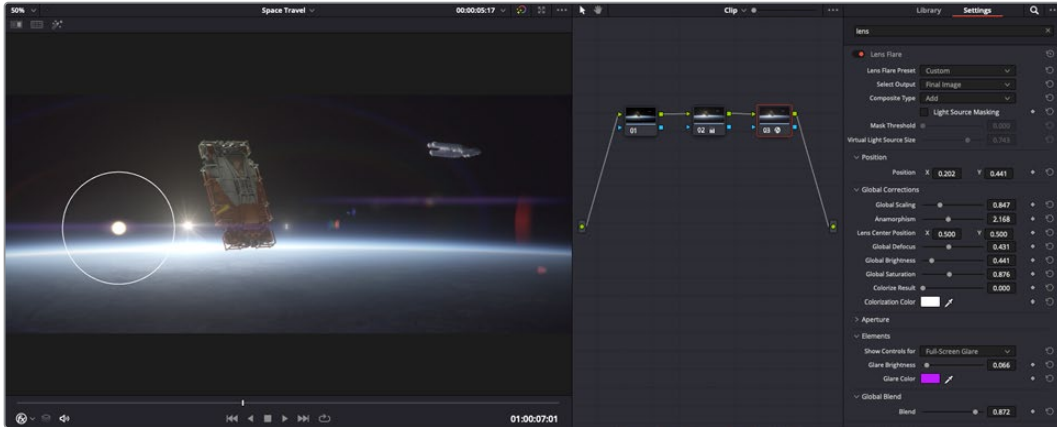 50% Space Travel 00:00:05:17 Clip Library Settings
lens
Lens Flare
Lens Flare Preset Custom
Select Output Final Image
Composite Type Add
Light Source Masking
Mask Threshold 0.000
Virtual Light Source Size 0.743
Position
Position X 0.202 Y 0.441
Global Corrections
Global Scaling 0.847
Anamorphism 2.168
Lens Center Position X 0.500 Y 0.500
Global Defocus 0.431
Global Brightness 0.441
Global Saturation 0.876
Colorize Result 0.000
Colorization Color
Aperture
Elements
Show Controls for Full-Screen Glare
Glare Brightness 0.066
Glare Color
Global Blend
Blend 0.872
01 02 03
01:00:07:01